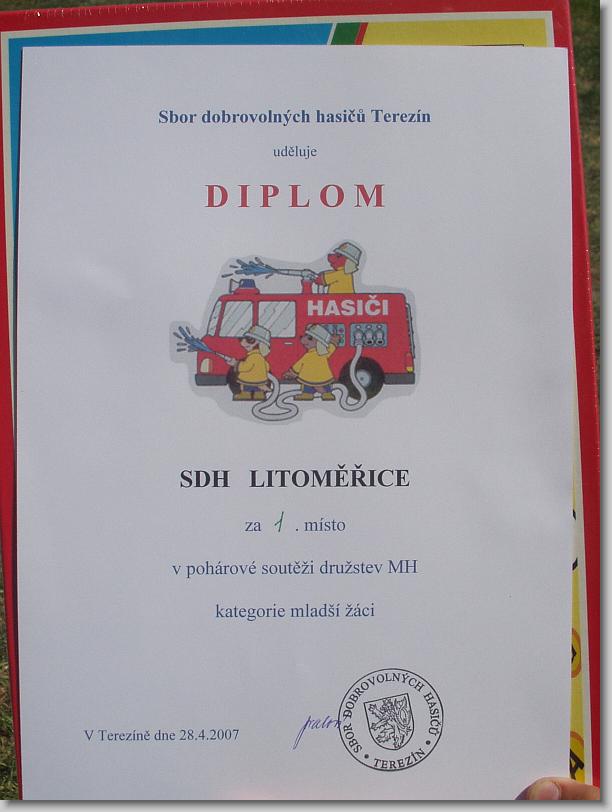 Sbor dobrovolných hasičů Terezín
uděluje
DIPLOM
HASIČI
SDH LITOMĚŘICE
za 1 . místo
v pohárové soutěži družstev MH
kategorie mladší žáci
V Terezíně dne 28.4.2007
SBOR DOBROVOLNÝCH HASIČŮ
• TEREZÍN •